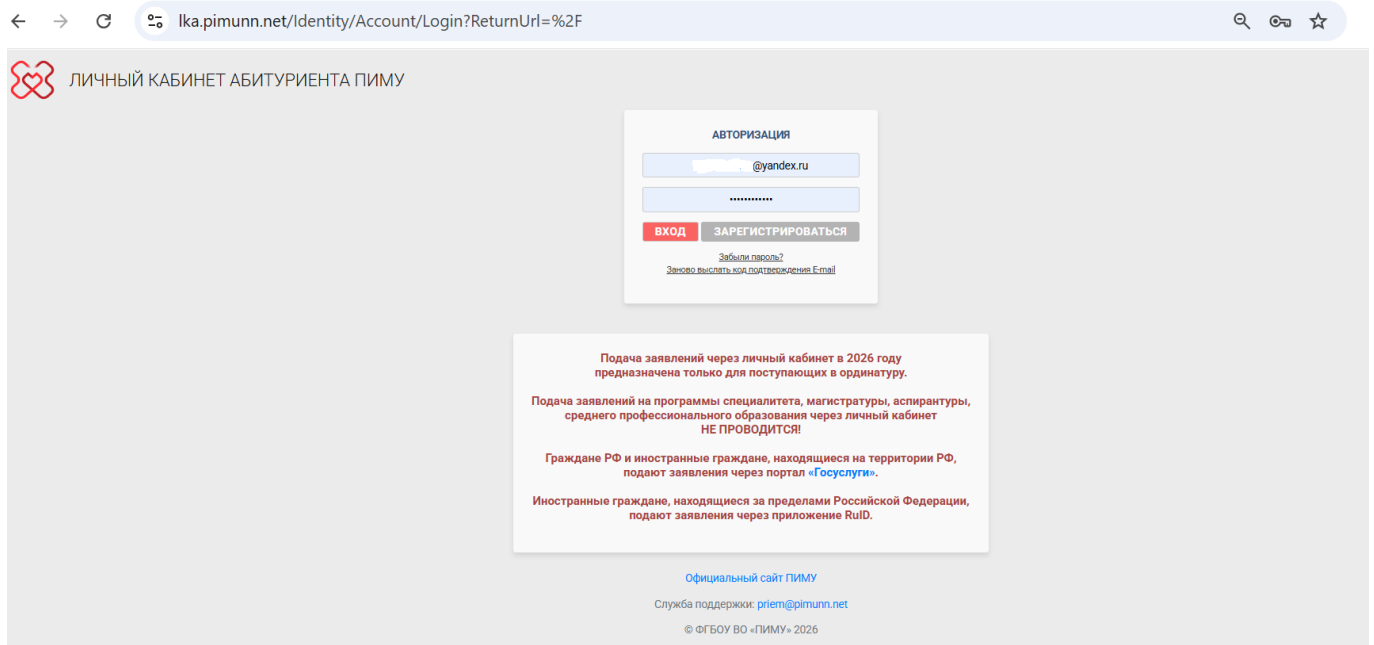 lka.pimunn.net/Identity/Account/Login?ReturnUrl=%2F
ЛИЧНЫЙ КАБИНЕТ АБИТУРИЕНТА ПИМУ
АВТОРИЗАЦИЯ
@yandex.ru
••••••••••••
ВХОД ЗАРЕГИСТРИРОВАТЬСЯ
Забыли пароль?
Заново выслать код подтверждения E-mail
Подача заявлений через личный кабинет в 2026 году
предназначена только для поступающих в ординатуру.
Подача заявлений на программы специалитета, магистратуры, аспирантуры,
среднего профессионального образования через личный кабинет
НЕ ПРОВОДИТСЯ!
Граждане РФ и иностранные граждане, находящиеся на территории РФ,
подают заявления через портал «Госуслуги».
Иностранные граждане, находящиеся за пределами Российской Федерации,
подают заявления через приложение RuID.
Официальный сайт ПИМУ
Служба поддержки: priem@pimunn.net
© ФГБОУ ВО «ПИМУ» 2026